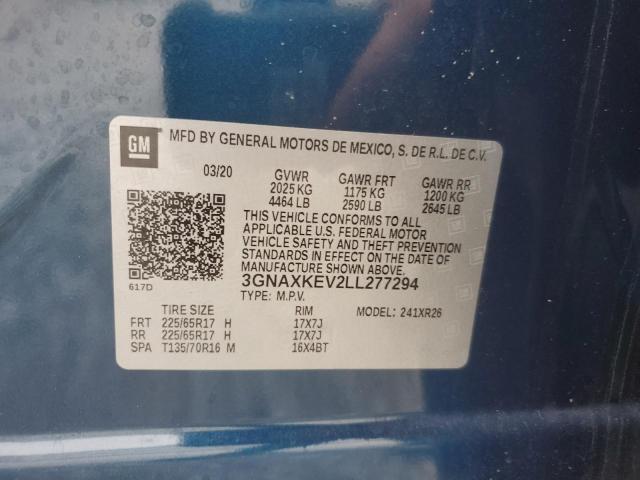 GM
MFD BY GENERAL MOTORS DE MEXICO, S. DE R.L. DE C.V.
03/20 GVWR GAWR FRT GAWR RR
2025 KG 1175 KG 1200 KG
4464 LB 2590 LB 2645 LB
THIS VEHICLE CONFORMS TO ALL
APPLICABLE U.S. FEDERAL MOTOR
VEHICLE SAFETY AND THEFT PREVENTION
STANDARDS IN EFFECT ON THE DATE OF
MANUFACTURE SHOWN ABOVE.
617D 3GNAXKEV2LL277294
TYPE: M.P.V.
TIRE SIZE RIM MODEL: 241XR26
FRT 225/65R17 H 17X7J
RR 225/65R17 H 17X7J
SPA T135/70R16 M 16X4BT